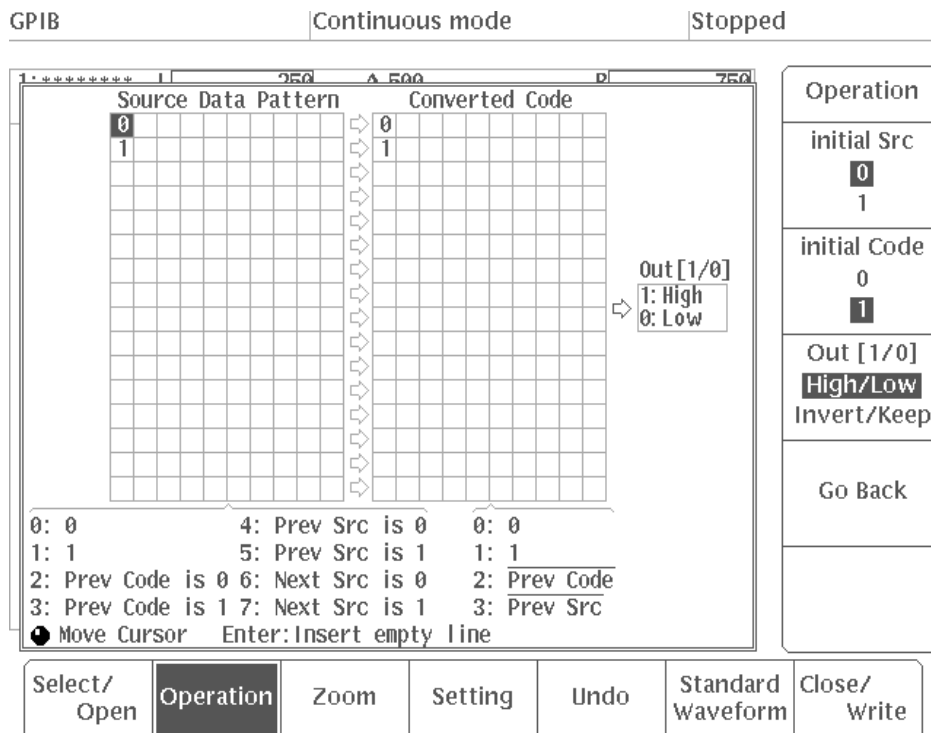 GPIB Continuous mode Stopped
1:******** L 250 Δ 500 R 750
Source Data Pattern Converted Code
0 0
1 1
Out[1/0]
1: High
0: Low
0: 0 4: Prev Src is 0 0: 0
1: 1 5: Prev Src is 1 1: 1
2: Prev Code is 0 6: Next Src is 0 2: Prev Code
3: Prev Code is 1 7: Next Src is 1 3: Prev Src
Move Cursor Enter:Insert empty line
Operation
initial Src
0
1
initial Code
0
1
Out [1/0]
High/Low
Invert/Keep
Go Back
Select/
Open
Operation
Zoom
Setting
Undo
Standard
Waveform
Close/
Write